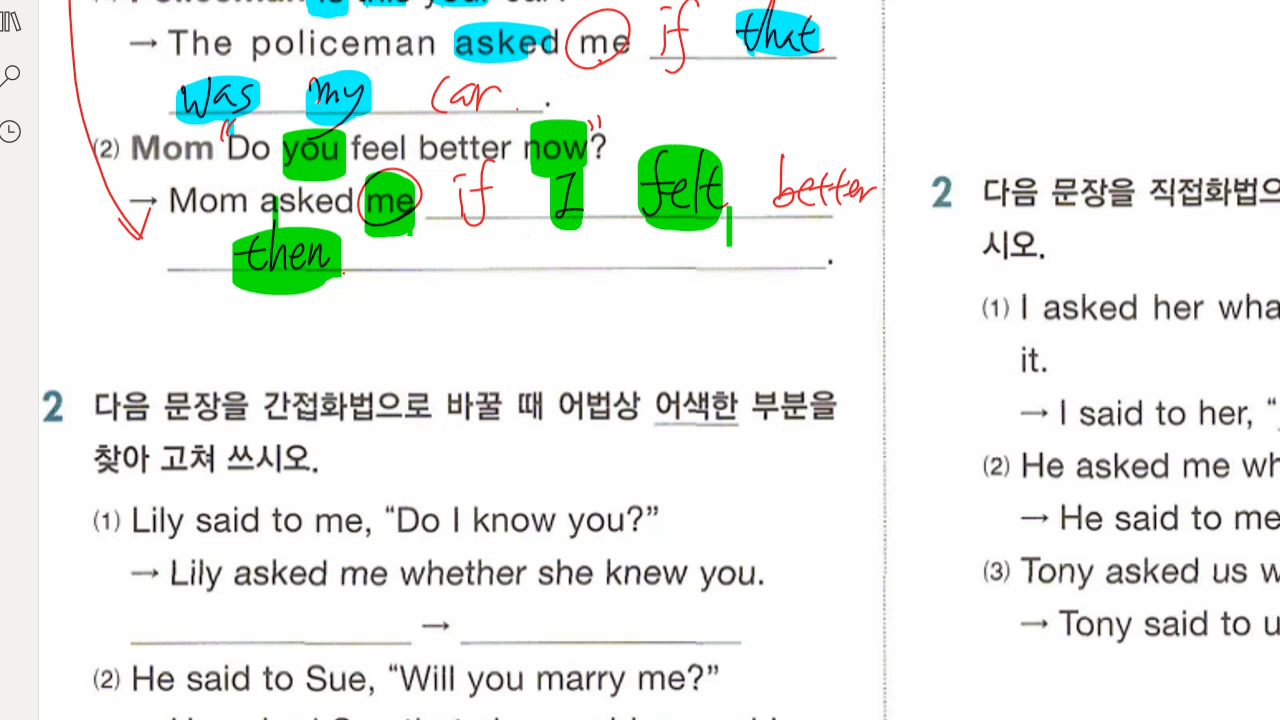 → The policeman asked me if that
was my car.
(2) Mom "Do you feel better now"?
→ Mom asked me if I felt better
then.
2 다음 문장을 간접화법으로 바꿀 때 어법상 어색한 부분을
찾아 고쳐 쓰시오.
(1) Lily said to me, “Do I know you?”
→ Lily asked me whether she knew you.
→
(2) He said to Sue, “Will you marry me?”
2 다음 문장을 직접화법으
시오.
(1) I asked her wha
it.
→ I said to her, “
(2) He asked me wh
→ He said to me
(3) Tony asked us w
→ Tony said to u